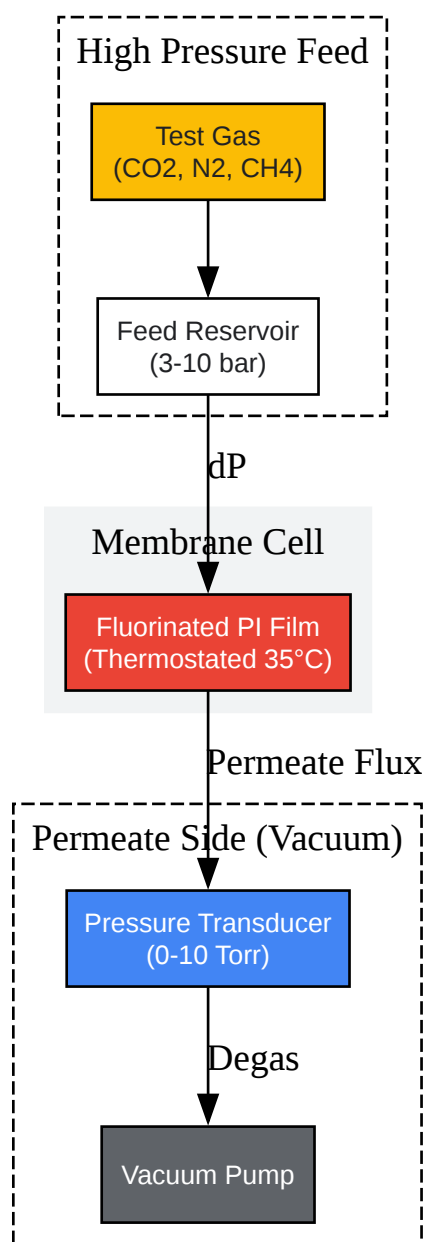 High Pressure Feed
Test Gas
(CO2, N2, CH4)
Feed Reservoir
(3-10 bar)
dP
Membrane Cell
Fluorinated PI Film
(Thermostated 35°C)
Permeate Flux
Permeate Side (Vacuum)
Pressure Transducer
(0-10 Torr)
Degas
Vacuum Pump